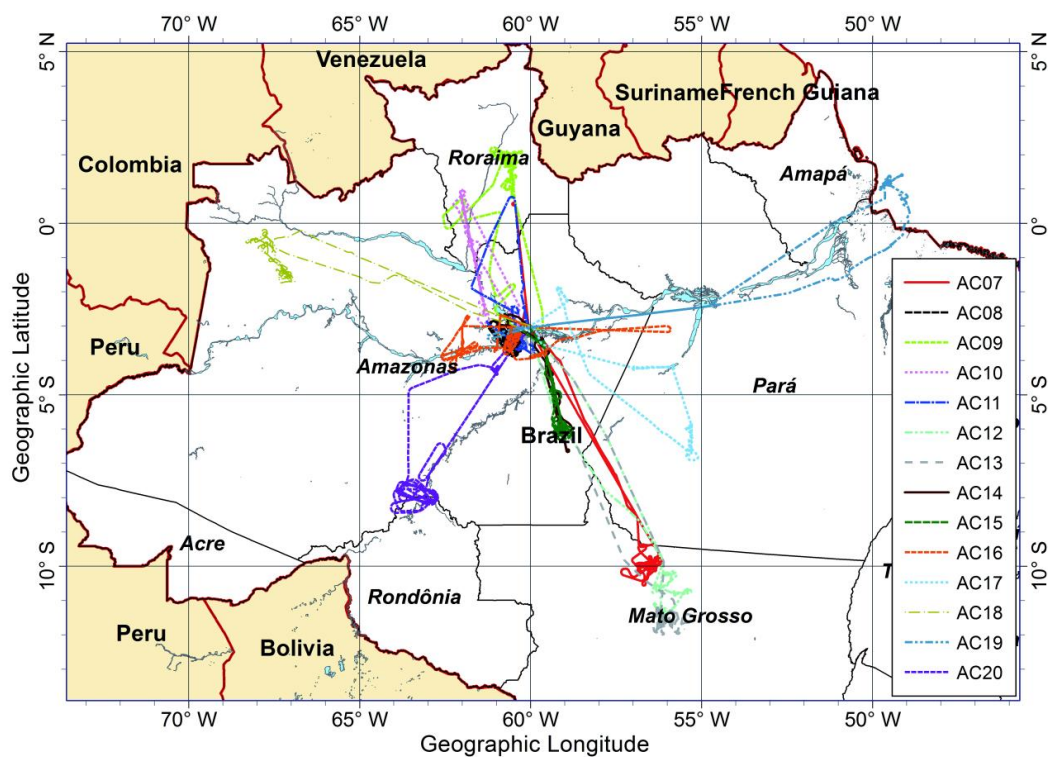 70° W 65° W 60° W 55° W 50° W
5° N 5° N
Venezuela
Suriname French Guiana
Guyana
Colombia
Roraima
Amapá
0° 0°
Geographic Latitude
Peru
Amazonas
Pará
5° S 5° S
Brazil
Acre
10° S 10° S
Rondônia
T
Mato Grosso
Peru
Bolivia
AC07
AC08
AC09
AC10
AC11
AC12
AC13
AC14
AC15
AC16
AC17
AC18
AC19
AC20
70° W 65° W 60° W 55° W 50° W
Geographic Longitude